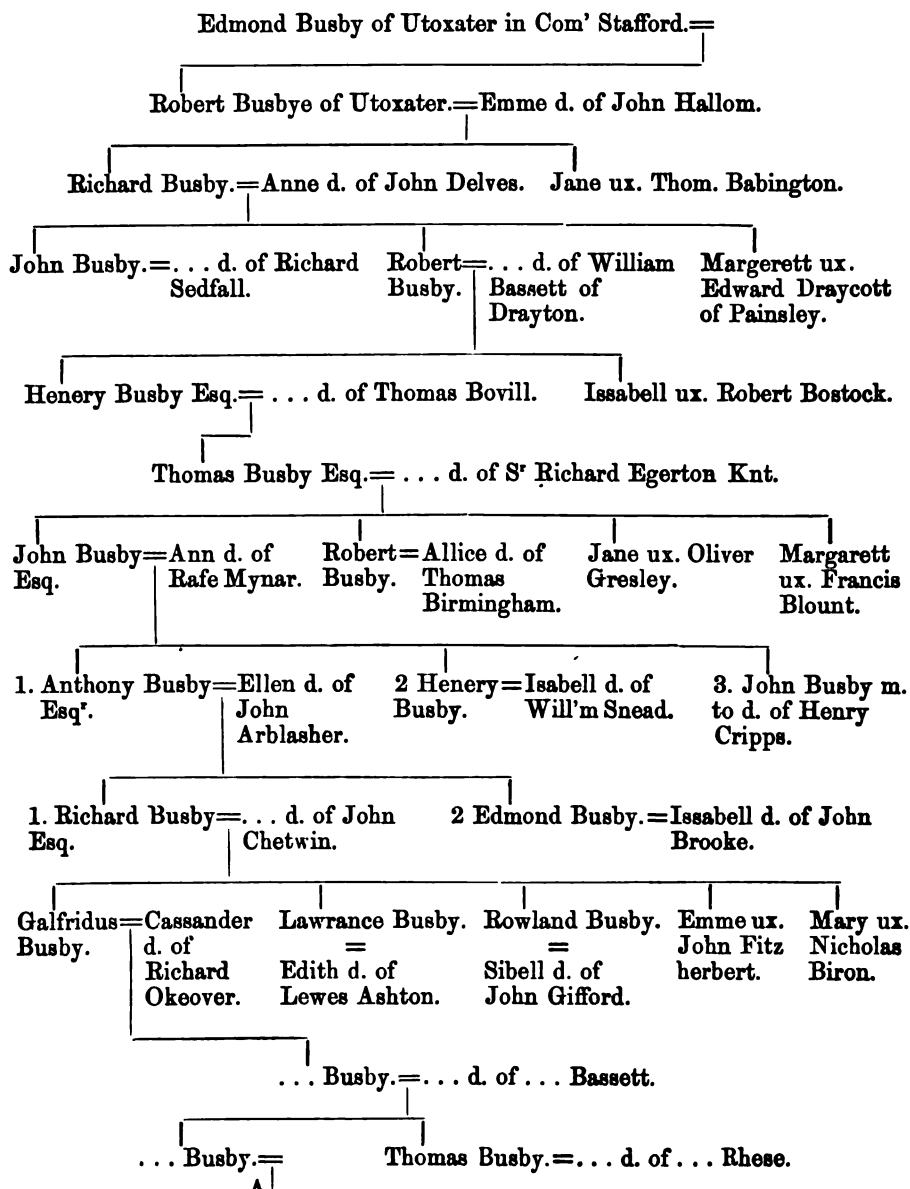 Edmond Busby of Utoxater in Com' Stafford.=
Robert Busbye of Utoxater.=Emme d. of John Hallom.
Richard Busby.=Anne d. of John Delves. Jane ux. Thom. Babington.
John Busby.=... d. of Richard Sedfall.
Robert Busby.=... d. of William Bassett of Drayton.
Margerett ux. Edward Draycott of Painsley.
Henery Busby Esq.=... d. of Thomas Bovill. Issabell ux. Robert Bostock.
Thomas Busby Esq.=... d. of Sr Richard Egerton Knt.
John Busby Esq.=Ann d. of Rafe Mynar.
Robert Busby.=Allice d. of Thomas Birmingham.
Jane ux. Oliver Gresley.
Margarett ux. Francis Blount.
1. Anthony Busby Esqr.=Ellen d. of John Arblasher.
2 Henery Busby.=Isabell d. of Will'm Snead.
3. John Busby m. to d. of Henry Cripps.
1. Richard Busby Esq.=... d. of John Chetwin.
2 Edmond Busby.=Issabell d. of John Brooke.
Galfridus Busby.=Cassander d. of Richard Okeover.
Lawrance Busby.
=
Edith d. of
Lewes Ashton.
Rowland Busby.
=
Sibell d. of
John Gifford.
Emme ux.
John Fitz
herbert.
Mary ux.
Nicholas
Biron.
... Busby.=... d. of ... Bassett.
... Busby.= Thomas Busby.=... d. of ... Rhese.
A